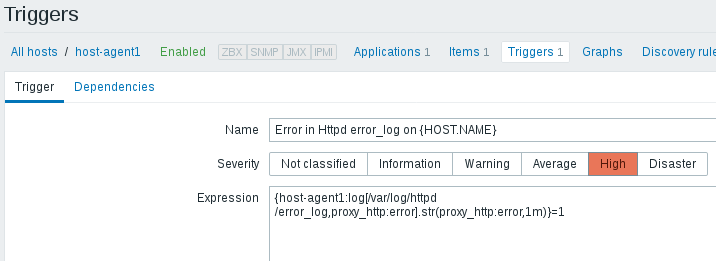 Triggers
All hosts / host-agent1 Enabled ZBX SNMP JMX IPMI Applications 1 Items 1 Triggers 1 Graphs Discovery rule
Trigger Dependencies
Name Error in Httpd error_log on {HOST.NAME}
Severity Not classified Information Warning Average High Disaster
Expression {host-agent1:log[/var/log/httpd
/error_log,proxy_http:error].str(proxy_http:error,1m)}=1